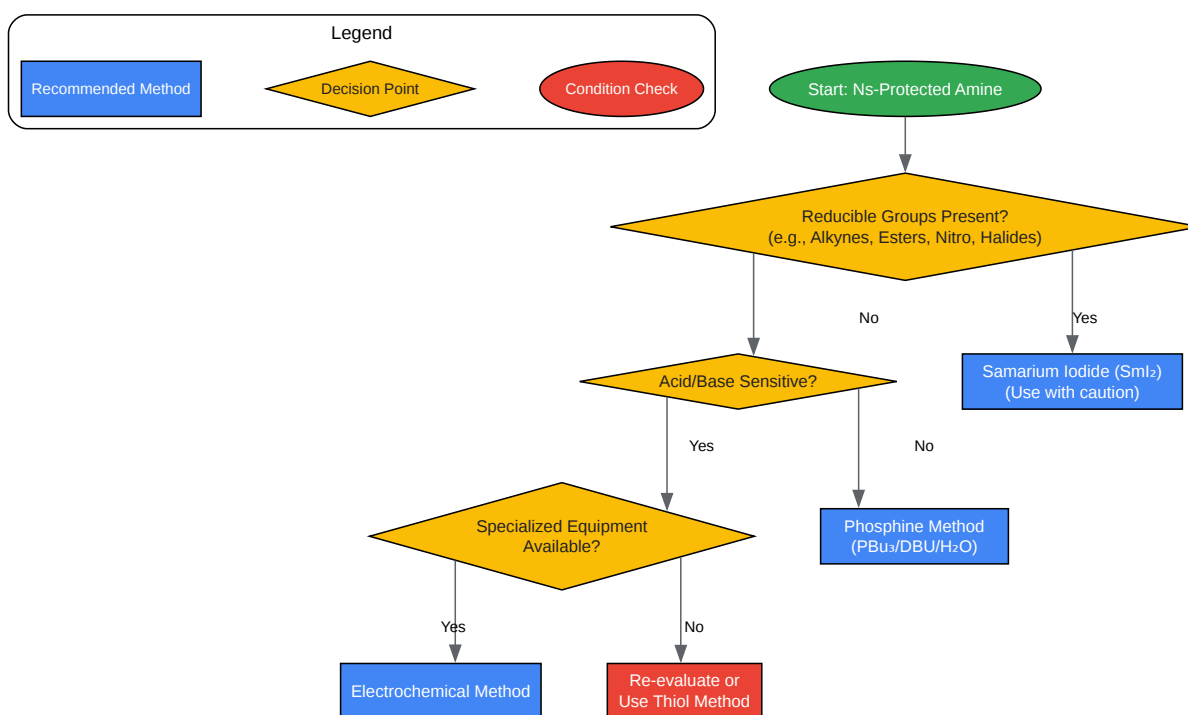 Legend
Recommended Method
Decision Point
Condition Check
Start: Ns-Protected Amine
Reducible Groups Present?
(e.g., Alkynes, Esters, Nitro, Halides)
No
Yes
Acid/Base Sensitive?
Samarium Iodide (SmI₂)
(Use with caution)
Yes
No
Specialized Equipment
Available?
Phosphine Method
(PBu₃/DBU/H₂O)
Yes
No
Electrochemical Method
Re-evaluate or
Use Thiol Method